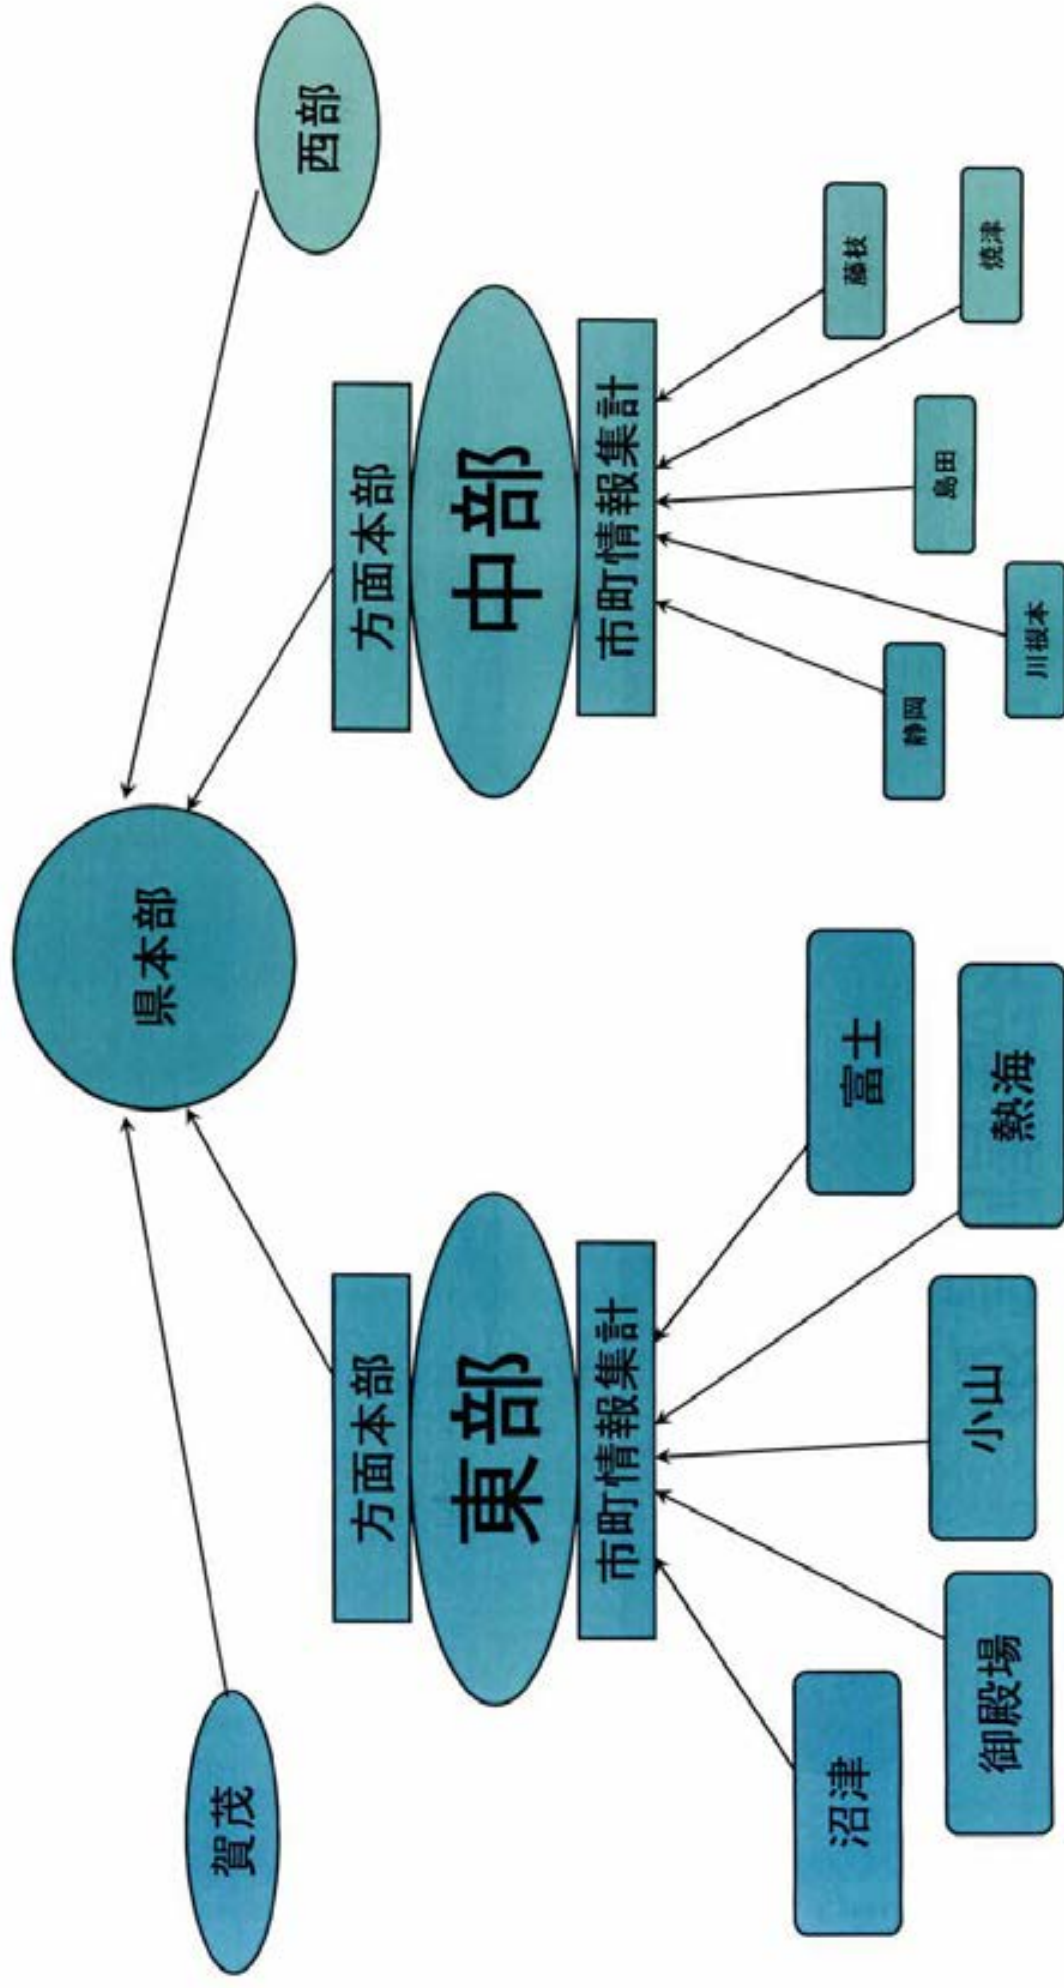 県本部
賀茂
西部
方面本部
東部
市町情報集計
沼津
御殿場
小山
熱海
富士
方面本部
中部
市町情報集計
静岡
川根本
島田
焼津
藤枝